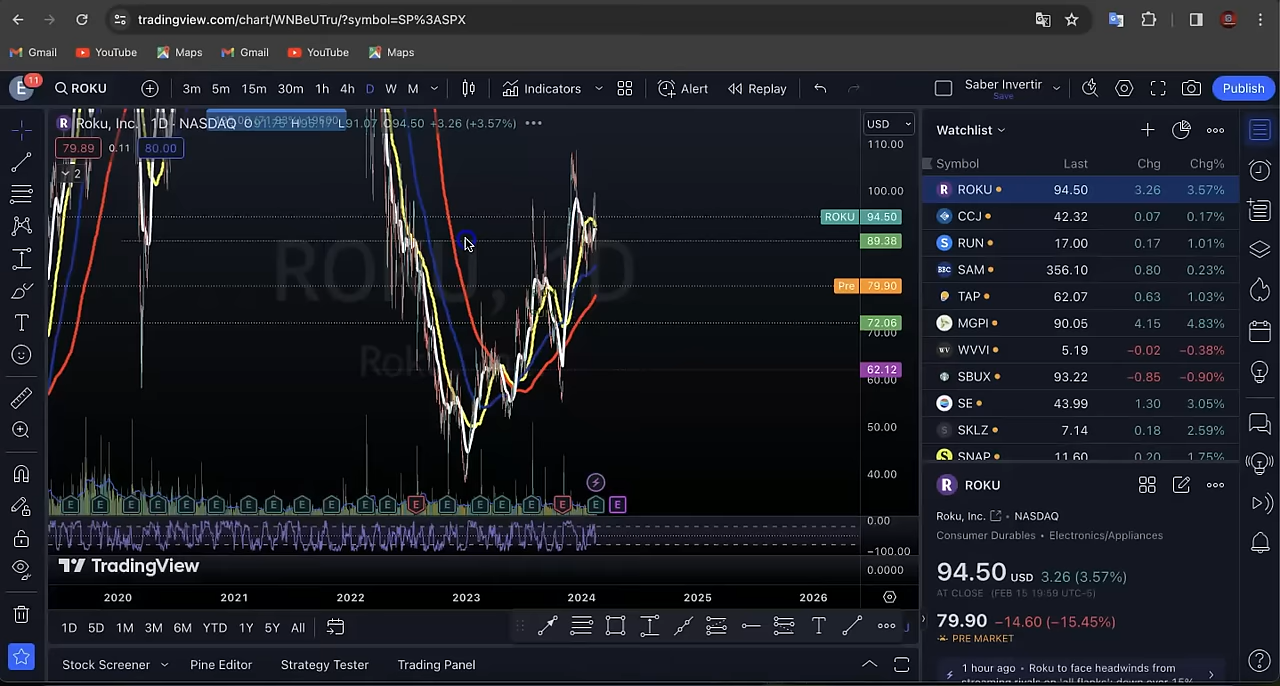 tradingview.com/chart/WNBeUTru/?symbol=SP%3ASPX
Gmail YouTube Maps Gmail YouTube Maps
E 11 ROKU 3m 5m 15m 30m 1h 4h D W M Indicators Alert Replay Saber Invertir Save Publish
R Roku, Inc. · 1D · NASDAQ L91.07 C94.50 +3.26 (+3.57%) USD
79.89 0.11 80.00
2
110.00
100.00
ROKU 94.50
89.38
Pre 79.90
72.06
70.00
62.12
60.00
50.00
40.00
0.00
−100.00
0.0000
ROKU, 1D
TradingView
2020 2021 2022 2023 2024 2025 2026
1D 5D 1M 3M 6M YTD 1Y 5Y All
Stock Screener Pine Editor Strategy Tester Trading Panel
Watchlist
Symbol Last Chg Chg%
R ROKU 94.50 3.26 3.57%
CCJ 42.32 0.07 0.17%
S RUN 17.00 0.17 1.01%
SAM 356.10 0.80 0.23%
TAP 62.07 0.63 1.03%
MGPI 90.05 4.15 4.83%
WV WVVI 5.19 −0.02 −0.38%
SBUX 93.22 −0.85 −0.90%
SE 43.99 1.30 3.05%
S SKLZ 7.14 0.18 2.59%
S SNAP 11.60 0.20 1.75%
R ROKU
Roku, Inc. · NASDAQ
Consumer Durables · Electronics/Appliances
94.50 USD 3.26 (3.57%)
AT CLOSE (FEB 15 19:59 UTC-5)
79.90 −14.60 (−15.45%)
PRE MARKET
1 hour ago · Roku to face headwinds from
streaming rivals on 'all flanks'; down over 15%